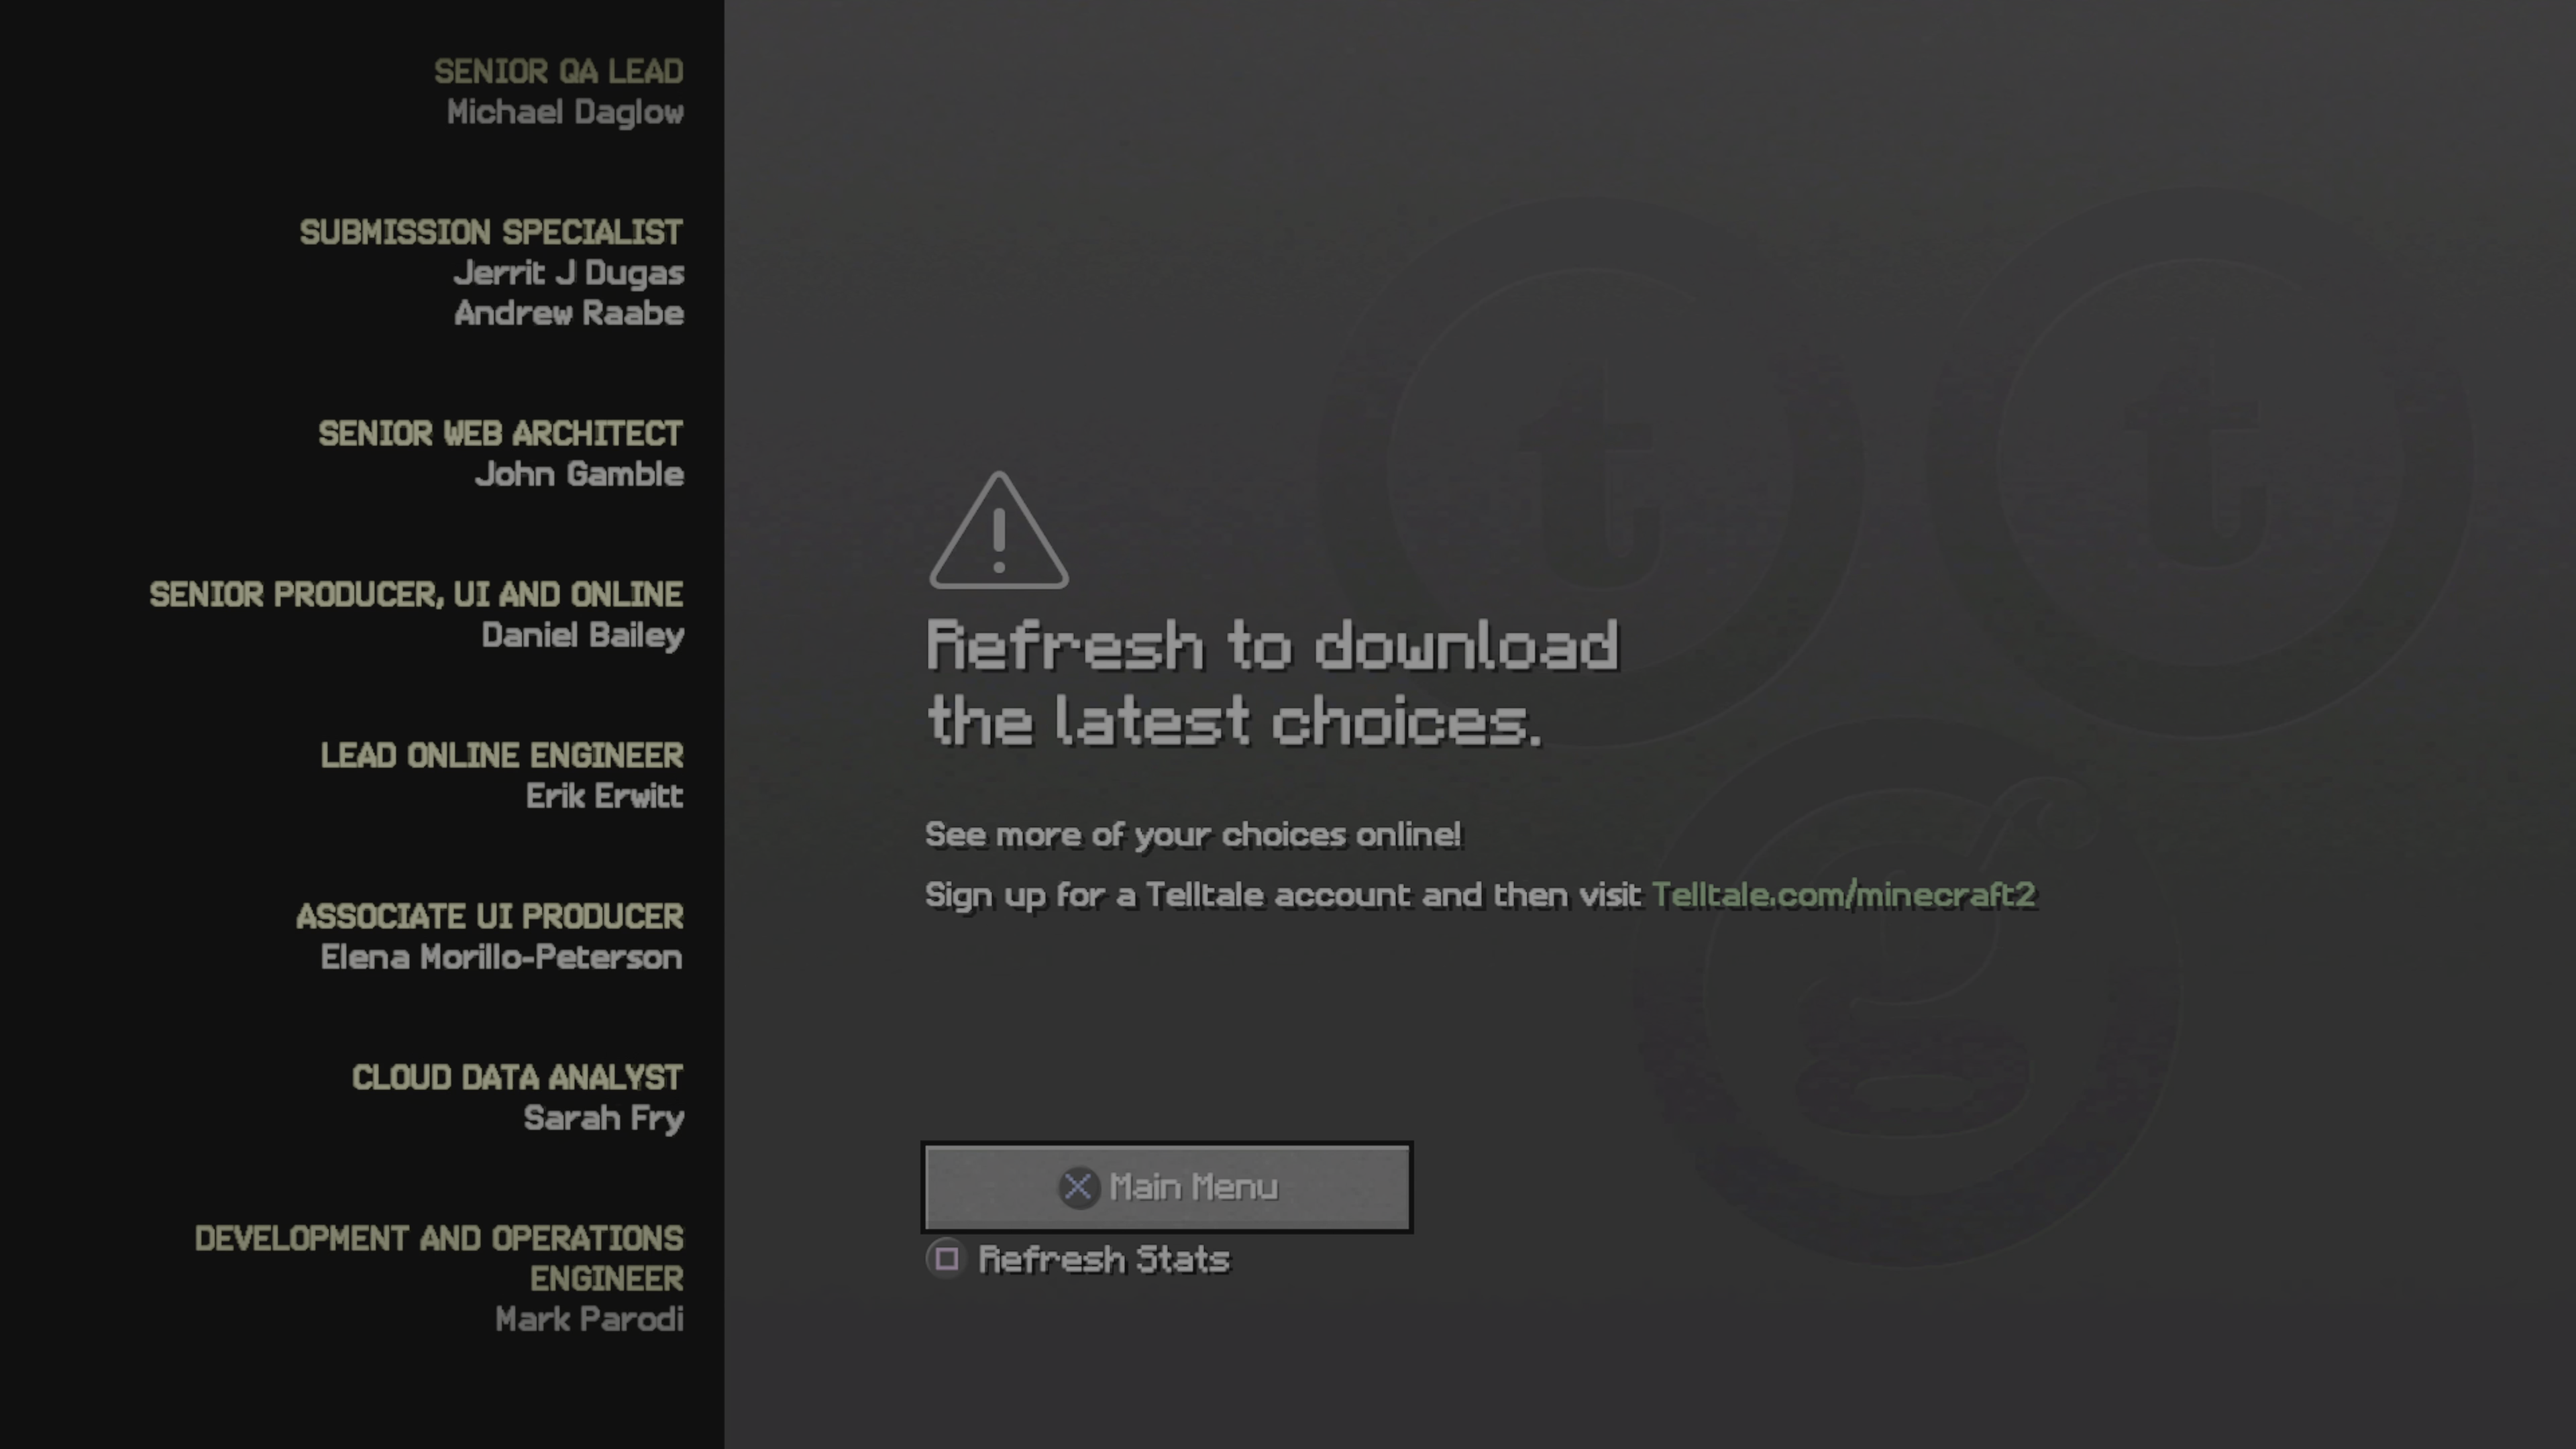 SENIOR QA LEAD
Michael Daglow
SUBMISSION SPECIALIST
Jerrit J Dugas
Andrew Raabe
SENIOR WEB ARCHITECT
John Gamble
SENIOR PRODUCER, UI AND ONLINE
Daniel Bailey
LEAD ONLINE ENGINEER
Erik Erwitt
ASSOCIATE UI PRODUCER
Elena Morillo-Peterson
CLOUD DATA ANALYST
Sarah Fry
DEVELOPMENT AND OPERATIONS
ENGINEER
Mark Parodi
t t
g
Refresh to download
the latest choices.
See more of your choices online!
Sign up for a Telltale account and then visit Telltale.com/minecraft2
Main Menu
Refresh Stats